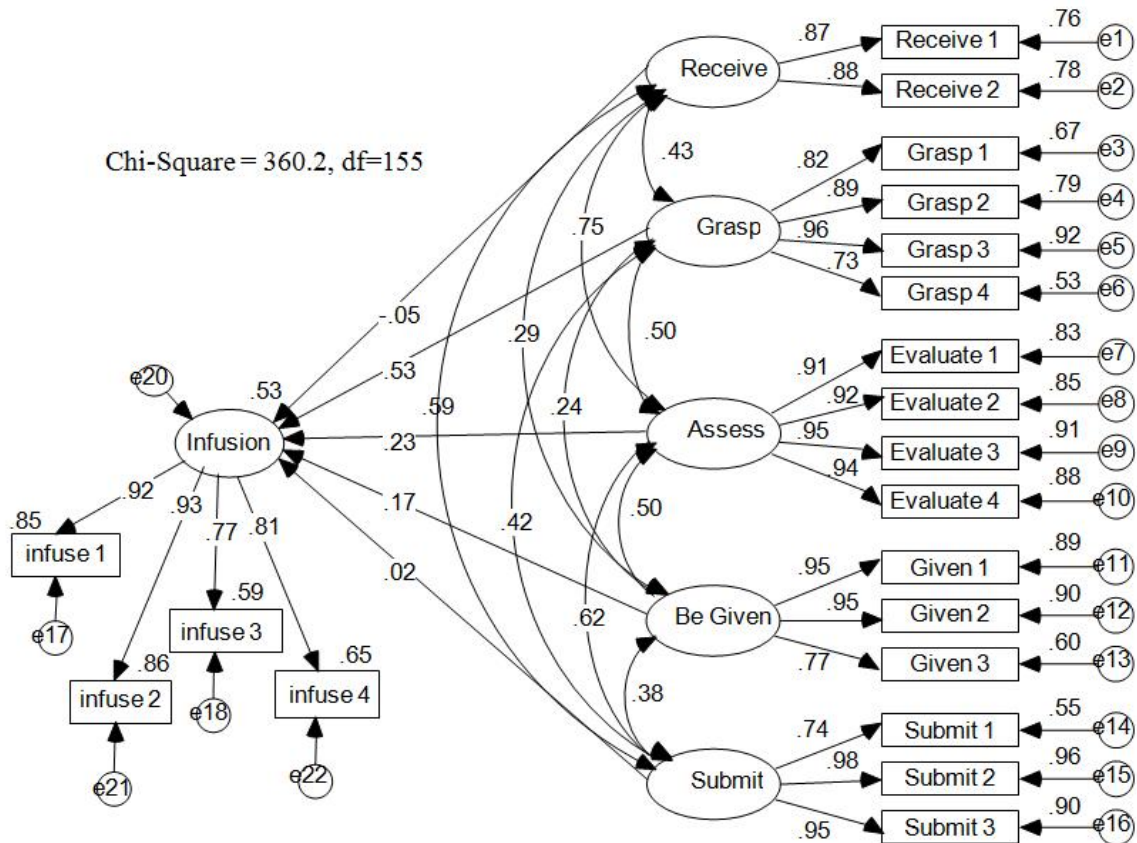 .76
.87
Receive 1
e1
Receive
.88
.78
Receive 2
e2
Chi-Square = 360.2, df=155
.43
.67
.82
Grasp 1
e3
.89
.79
Grasp 2
e4
Grasp
.96
.92
Grasp 3
e5
.73
.53
Grasp 4
e6
.75
-.05
.29
.50
.83
.91
Evaluate 1
e7
.53
e20
.53
.59
.24
.92
.85
Evaluate 2
e8
Infusion
.23
Assess
.95
.91
Evaluate 3
e9
.94
.88
Evaluate 4
e10
.92
.93
.17
.42
.50
.85
.77
.81
infuse 1
.02
.95
.89
Given 1
e11
.59
.62
Be Given
.95
.90
Given 2
e12
e17
infuse 3
.77
.60
Given 3
e13
.86
.65
.38
infuse 2
e18
infuse 4
.74
.55
Submit 1
e14
e21
e22
Submit
.98
.96
Submit 2
e15
.95
.90
Submit 3
e16